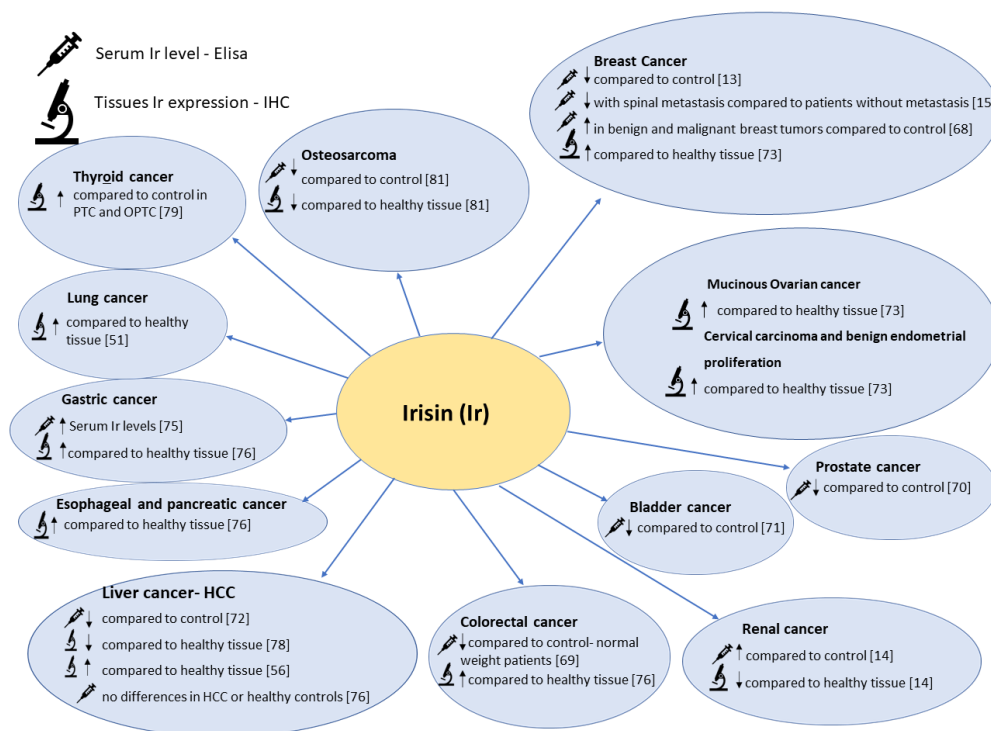 Serum Ir level - Elisa
Tissues Ir expression - IHC
Breast Cancer
↓ compared to control [13]
↓ with spinal metastasis compared to patients without metastasis [15
↑ in benign and malignant breast tumors compared to control [68]
↑ compared to healthy tissue [73]
Osteosarcoma
↓
compared to control [81]
↓ compared to healthy tissue [81]
Thyroid cancer
↑ compared to control in
PTC and OPTC [79]
Lung cancer
↑ compared to healthy
tissue [51]
Mucinous Ovarian cancer
↑ compared to healthy tissue [73]
Cervical carcinoma and benign endometrial
proliferation
↑ compared to healthy tissue [73]
Irisin (Ir)
Gastric cancer
↑ Serum Ir levels [75]
↑ compared to healthy tissue [76]
Prostate cancer
↓ compared to control [70]
Esophageal and pancreatic cancer
↑ compared to healthy tissue [76]
Bladder cancer
↓ compared to control [71]
Liver cancer- HCC
↓ compared to control [72]
↓ compared to healthy tissue [78]
↑ compared to healthy tissue [56]
no differences in HCC or healthy controls [76]
Colorectal cancer
↓ compared to control- normal
weight patients [69]
↑ compared to healthy tissue [76]
Renal cancer
↑ compared to control [14]
↓ compared to healthy tissue [14]